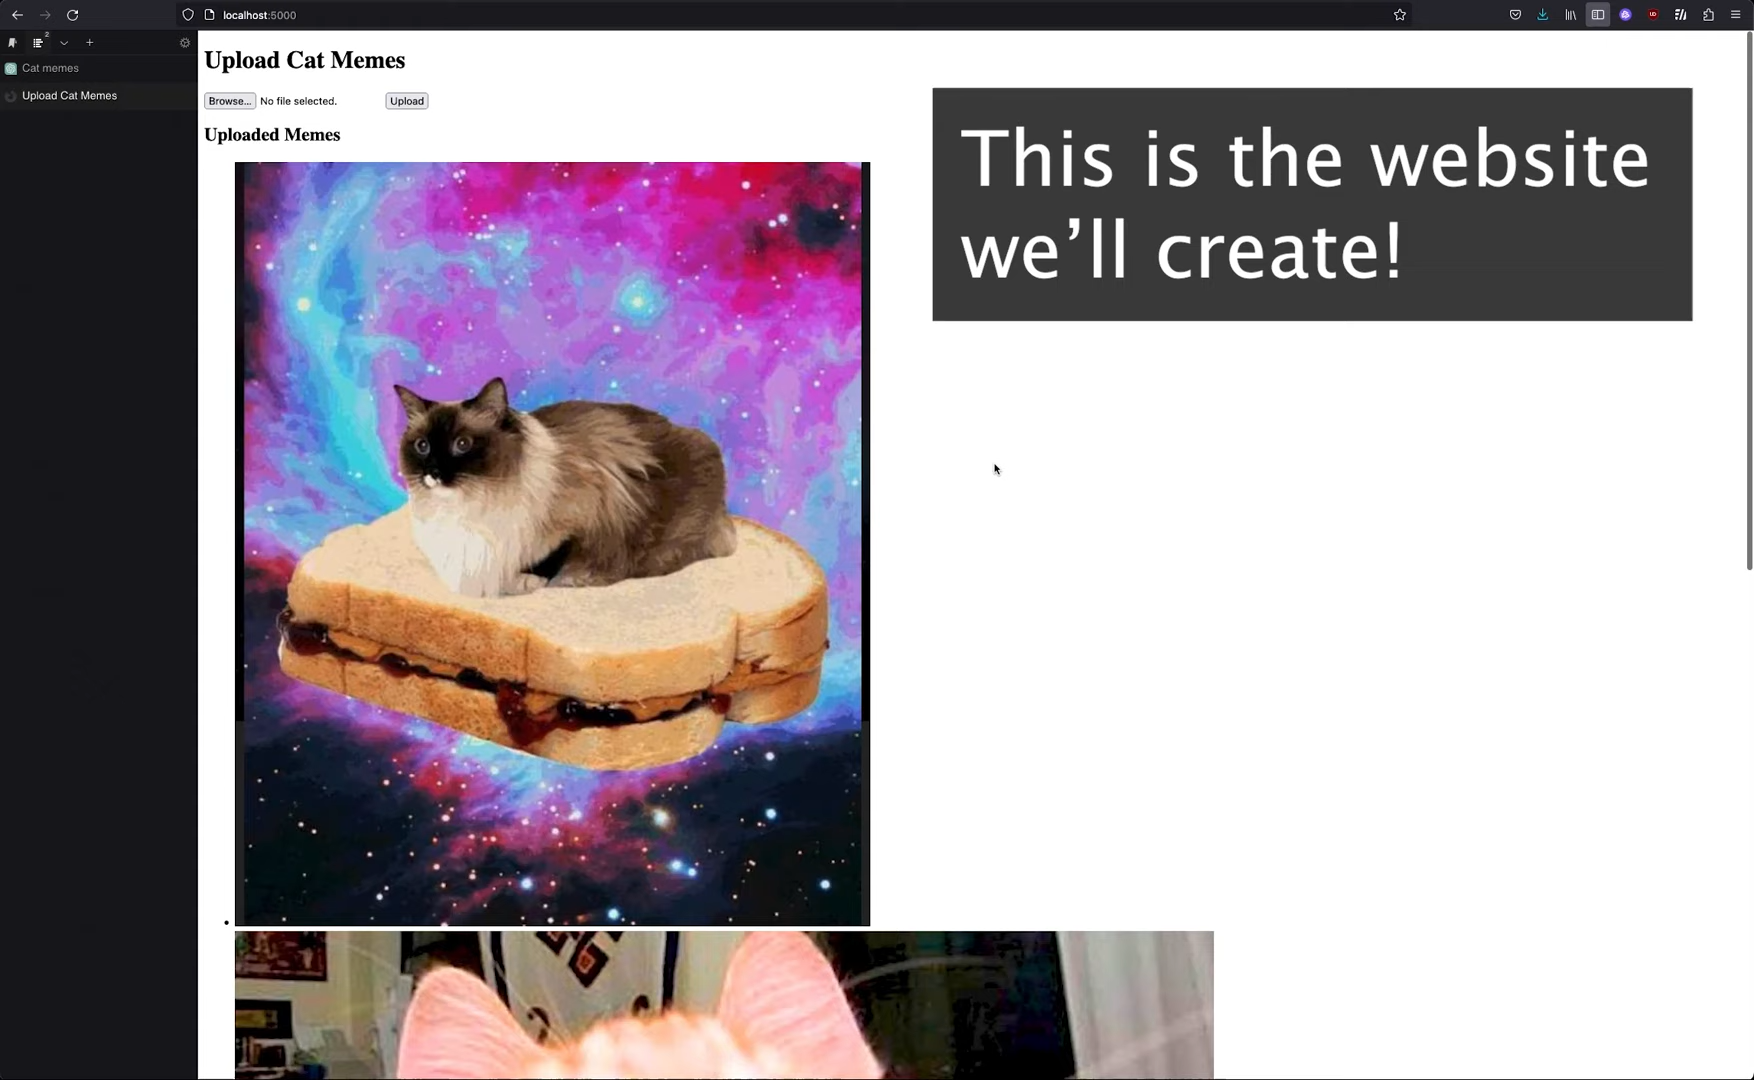 localhost:5000
2
Cat memes
Upload Cat Memes
Upload Cat Memes
Browse... No file selected. Upload
Uploaded Memes
This is the website
we’ll create!